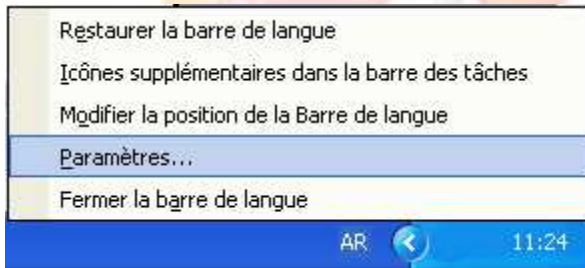 Restaurer la barre de langue
Icônes supplémentaires dans la barre des tâches
Modifier la position de la Barre de langue
Paramètres...
Fermer la barre de langue
AR 11:24